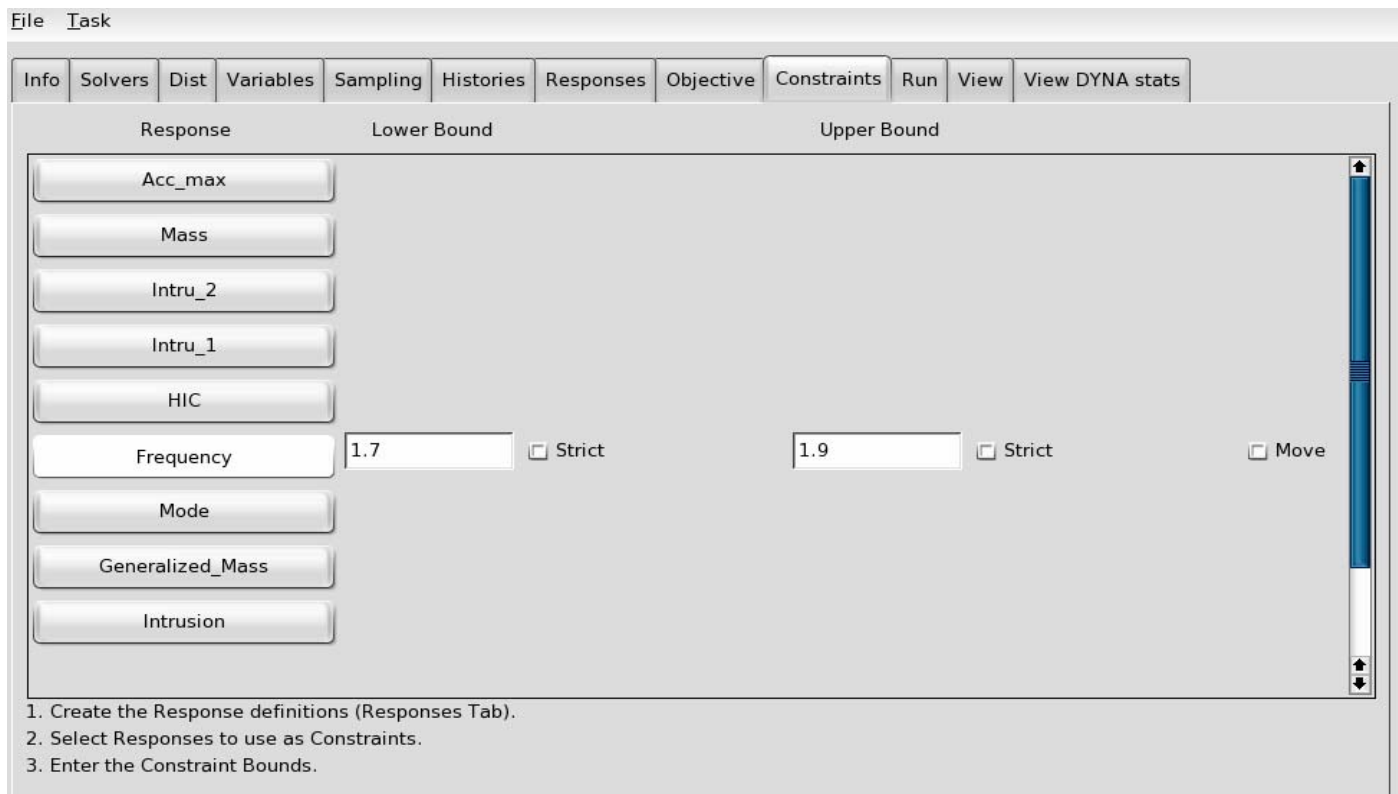 File Task
Info Solvers Dist Variables Sampling Histories Responses Objective Constraints Run View View DYNA stats
Response Lower Bound Upper Bound
Acc_max
Mass
Intru_2
Intru_1
HIC
Frequency 1.7 Strict 1.9 Strict Move
Mode
Generalized_Mass
Intrusion
1. Create the Response definitions (Responses Tab).
2. Select Responses to use as Constraints.
3. Enter the Constraint Bounds.